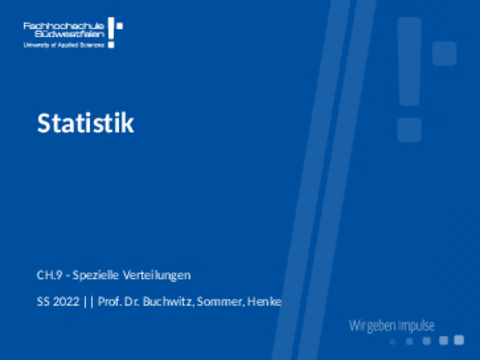 Fachhochschule
Südwestfalen
University of Applied Sciences
Statistik
CH.9 - Spezielle Verteilungen
SS 2022 || Prof. Dr. Buchwitz, Sommer, Henke
Wir geben Impulse